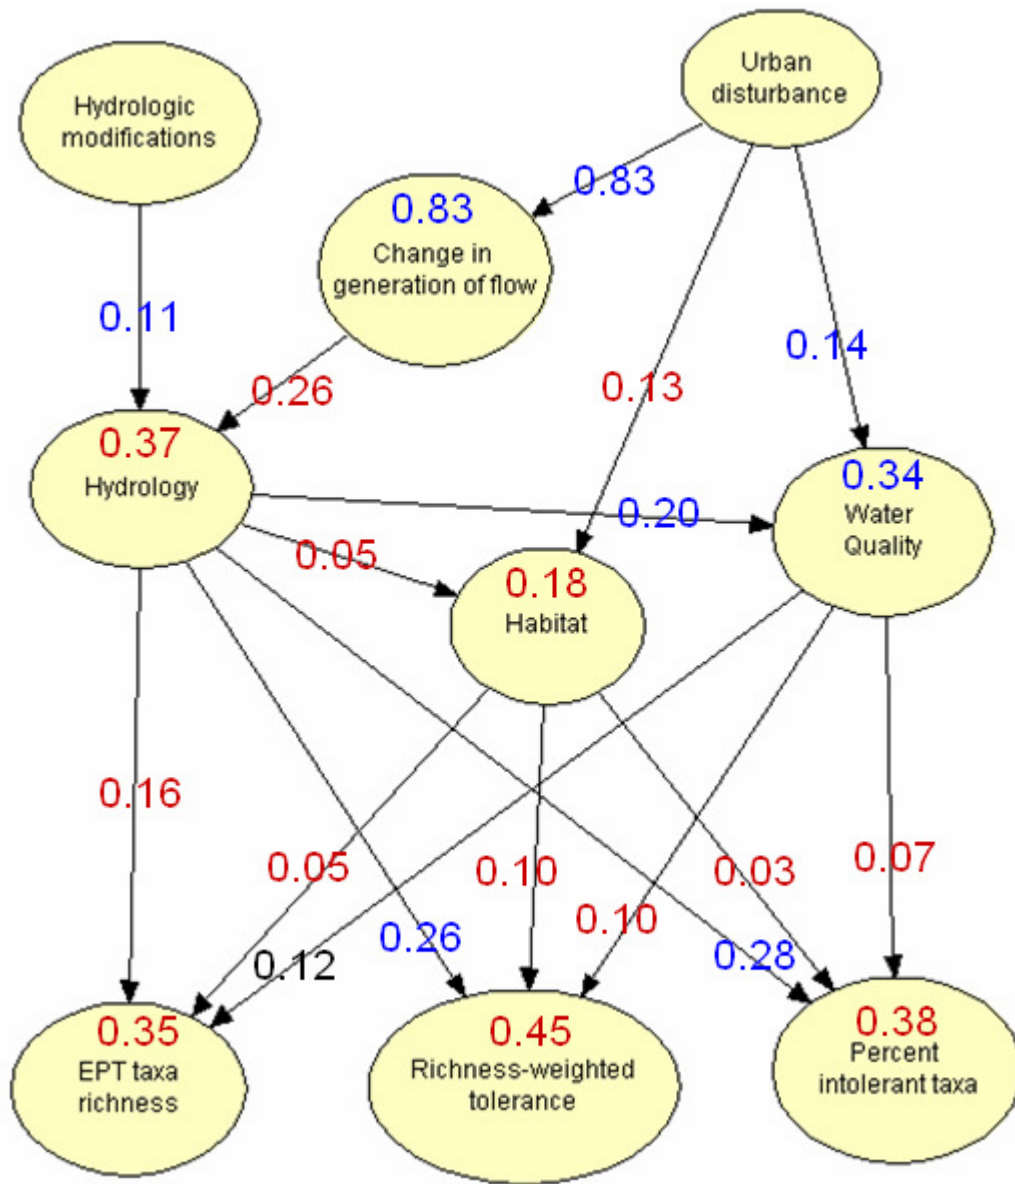 Hydrologic
modifications
Urban
disturbance
0.83
0.83
Change in
generation of flow
0.11
0.14
0.26
0.13
0.37
Hydrology
0.34
Water
Quality
0.20
0.05
0.18
Habitat
0.16
0.05
0.10
0.03
0.07
0.10
0.26
0.12
0.28
0.35
EPT taxa
richness
0.45
Richness-weighted
tolerance
0.38
Percent
intolerant taxa